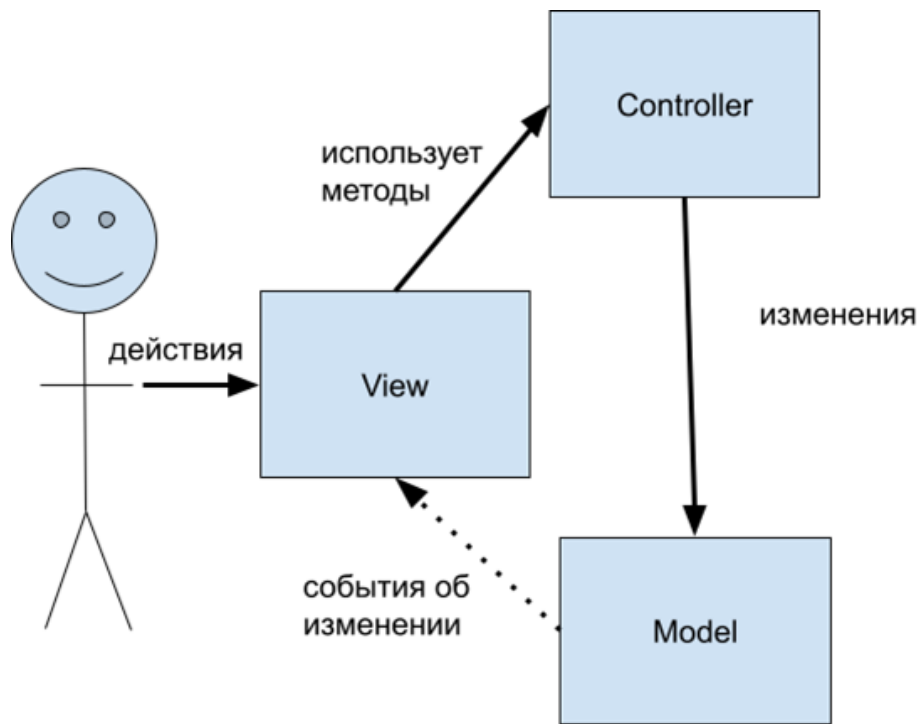 Controller
использует
методы
изменения
действия
View
события об
изменении
Model